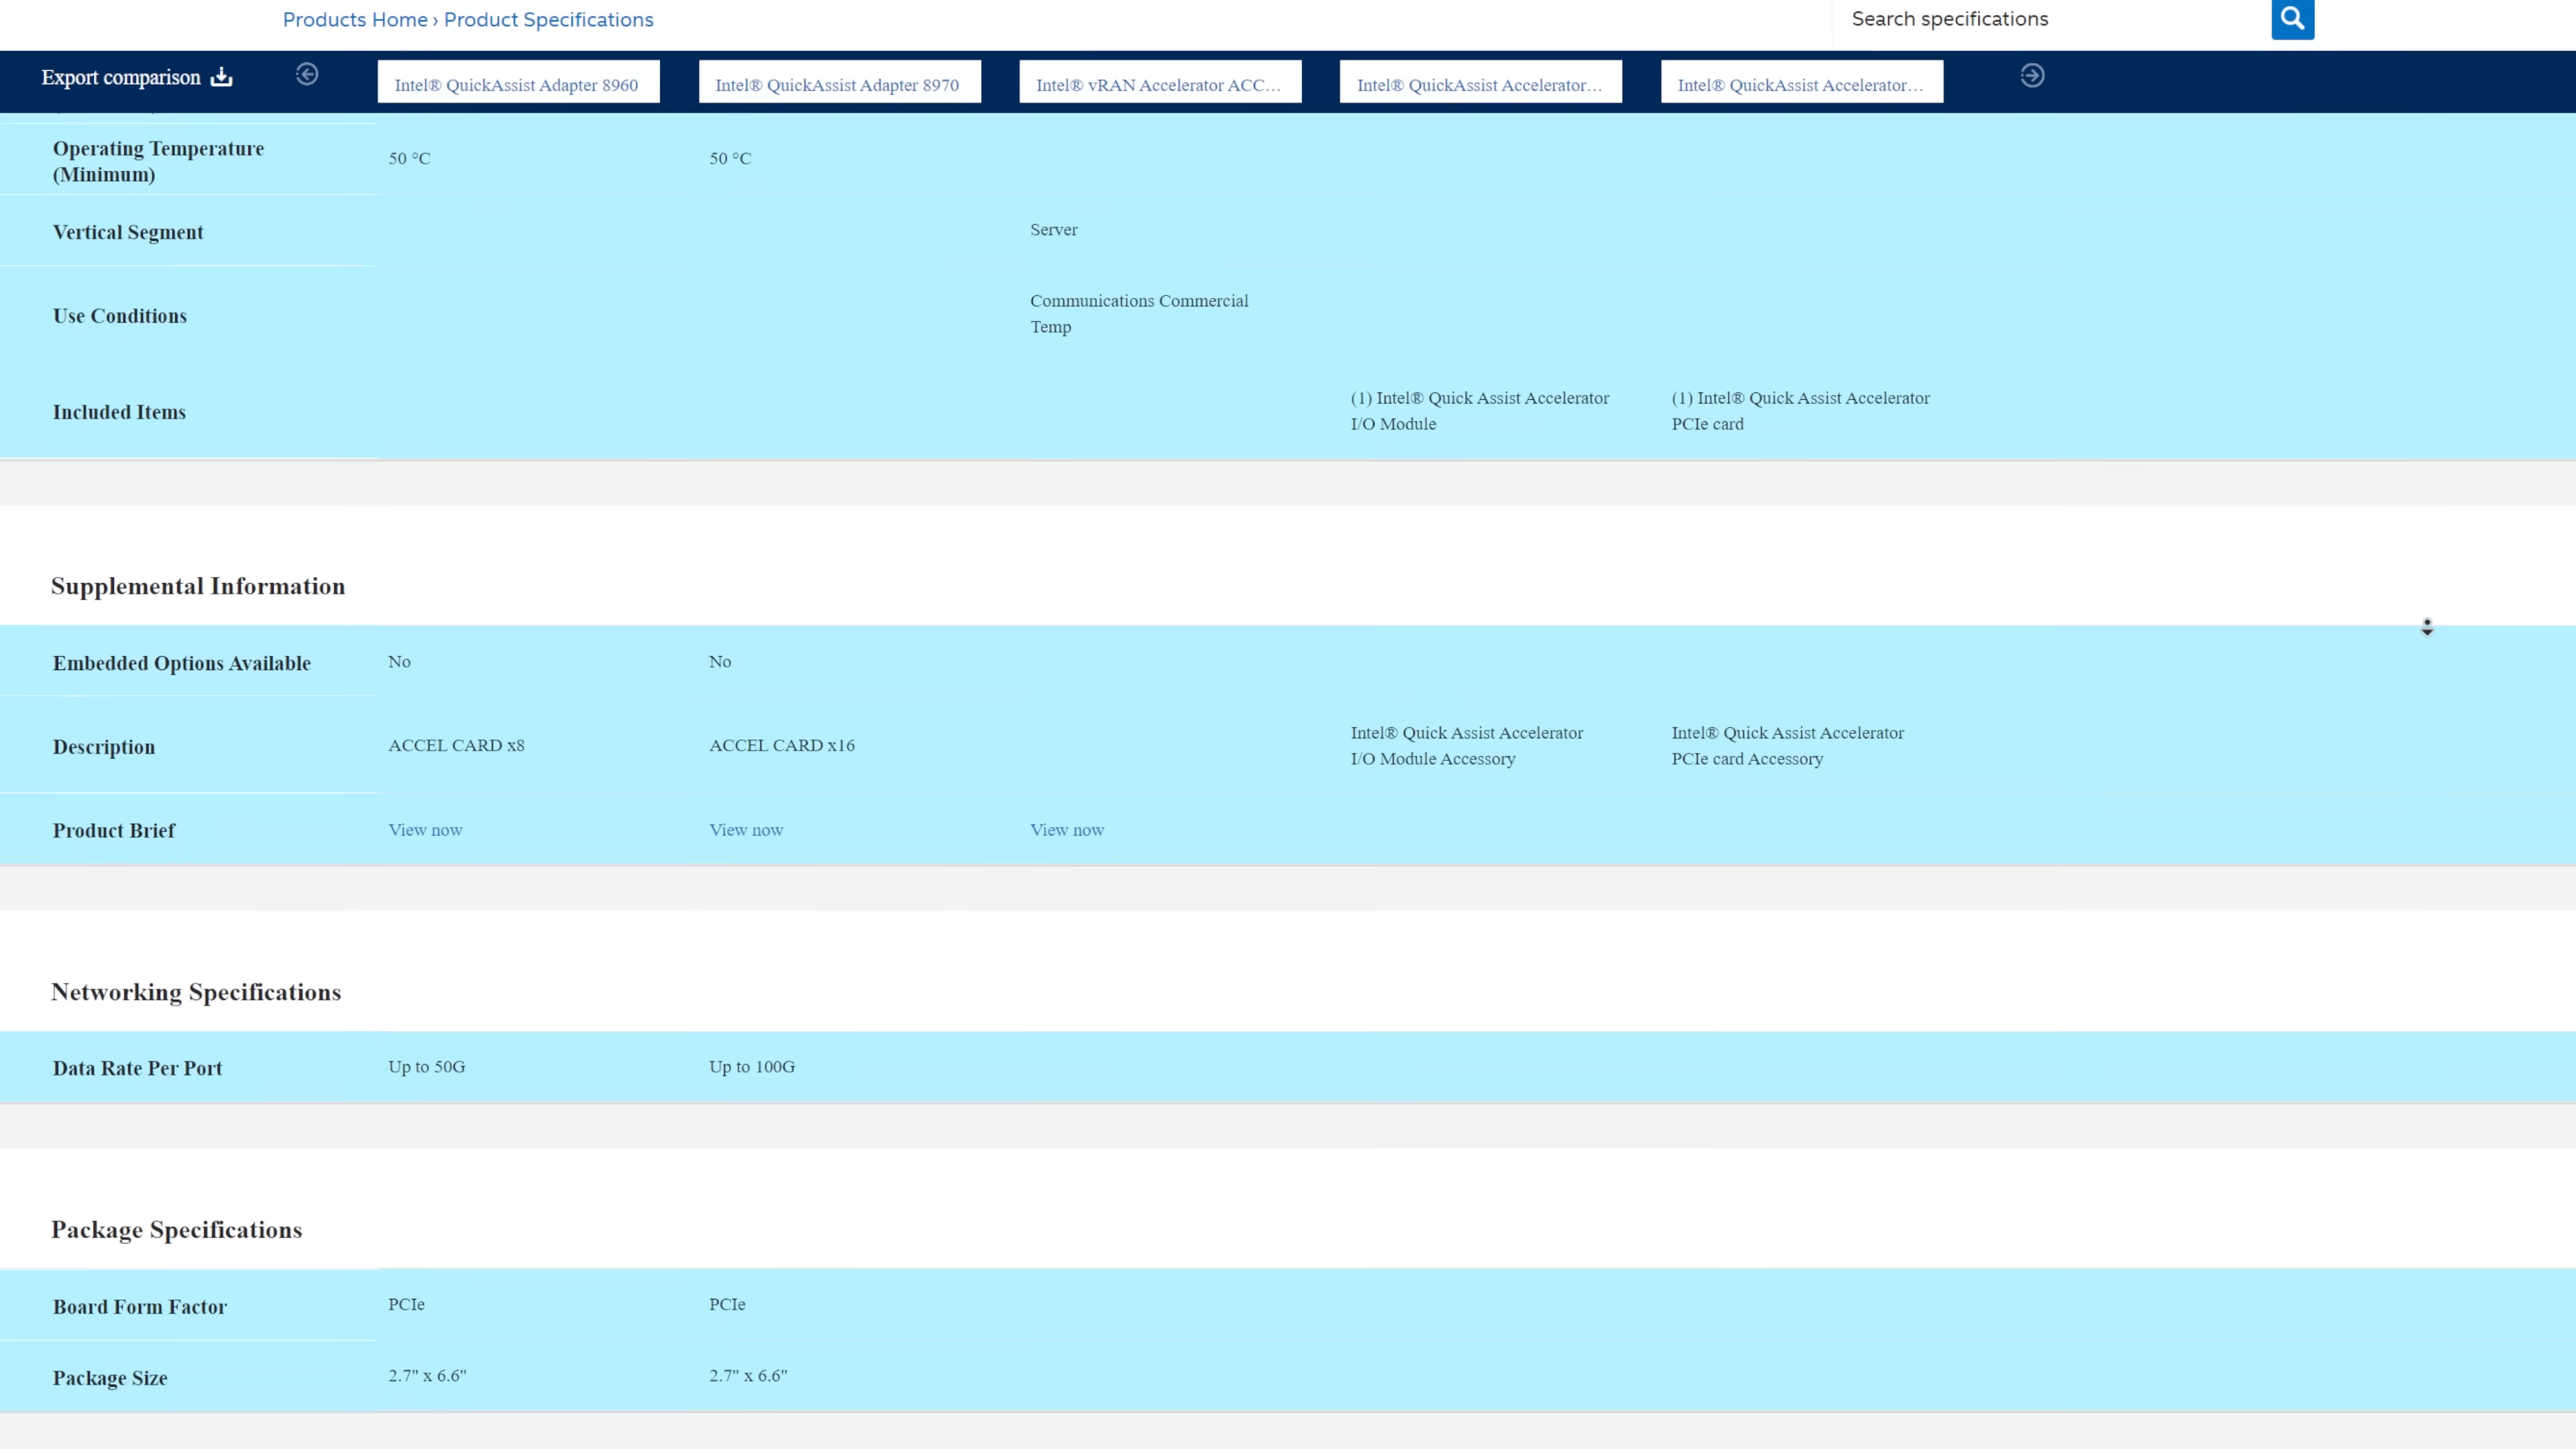 Products Home › Product Specifications
Search specifications
Export comparison
Intel® QuickAssist Adapter 8960
Intel® QuickAssist Adapter 8970
Intel® vRAN Accelerator ACC...
Intel® QuickAssist Accelerator...
Intel® QuickAssist Accelerator...
Operating Temperature
(Minimum)
50 °C
50 °C
Vertical Segment
Server
Use Conditions
Communications Commercial
Temp
Included Items
(1) Intel® Quick Assist Accelerator
I/O Module
(1) Intel® Quick Assist Accelerator
PCIe card
Supplemental Information
Embedded Options Available
No
No
Description
ACCEL CARD x8
ACCEL CARD x16
Intel® Quick Assist Accelerator
I/O Module Accessory
Intel® Quick Assist Accelerator
PCIe card Accessory
Product Brief
View now
View now
View now
Networking Specifications
Data Rate Per Port
Up to 50G
Up to 100G
Package Specifications
Board Form Factor
PCIe
PCIe
Package Size
2.7" x 6.6"
2.7" x 6.6"